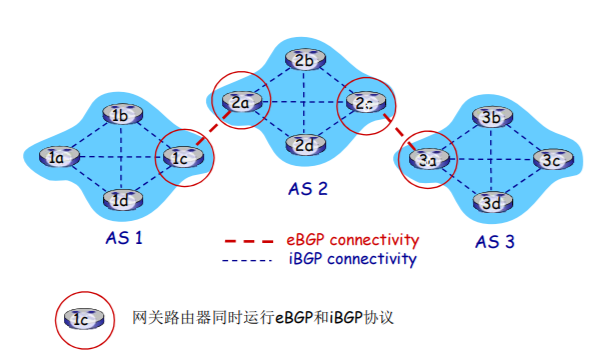 2b
2a
2c
2d
1b
1a
1c
1d
3b
3a
3c
3d
AS 2
AS 1
AS 3
eBGP connectivity
iBGP connectivity
1c
网关路由器同时运行eBGP和iBGP协议